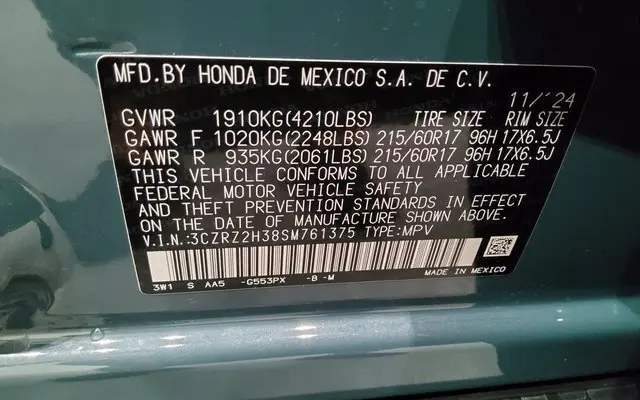 MFD.BY HONDA DE MEXICO S.A. DE C.V.
11/'24
GVWR 1910KG(4210LBS) TIRE SIZE RIM SIZE
GAWR F 1020KG(2248LBS) 215/60R17 96H 17X6.5J
GAWR R 935KG(2061LBS) 215/60R17 96H 17X6.5J
THIS VEHICLE CONFORMS TO ALL APPLICABLE
FEDERAL MOTOR VEHICLE SAFETY
AND THEFT PREVENTION STANDARDS IN EFFECT
ON THE DATE OF MANUFACTURE SHOWN ABOVE.
V.I.N:3CZRZ2H38SM761375 TYPE:MPV
3W1 S AA5 -G553PX -B -M MADE IN MEXICO